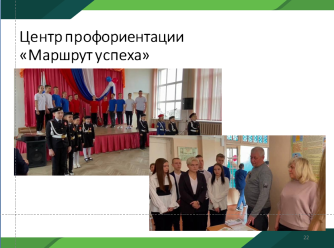 Центр профориентации
«Маршрут успеха»
22